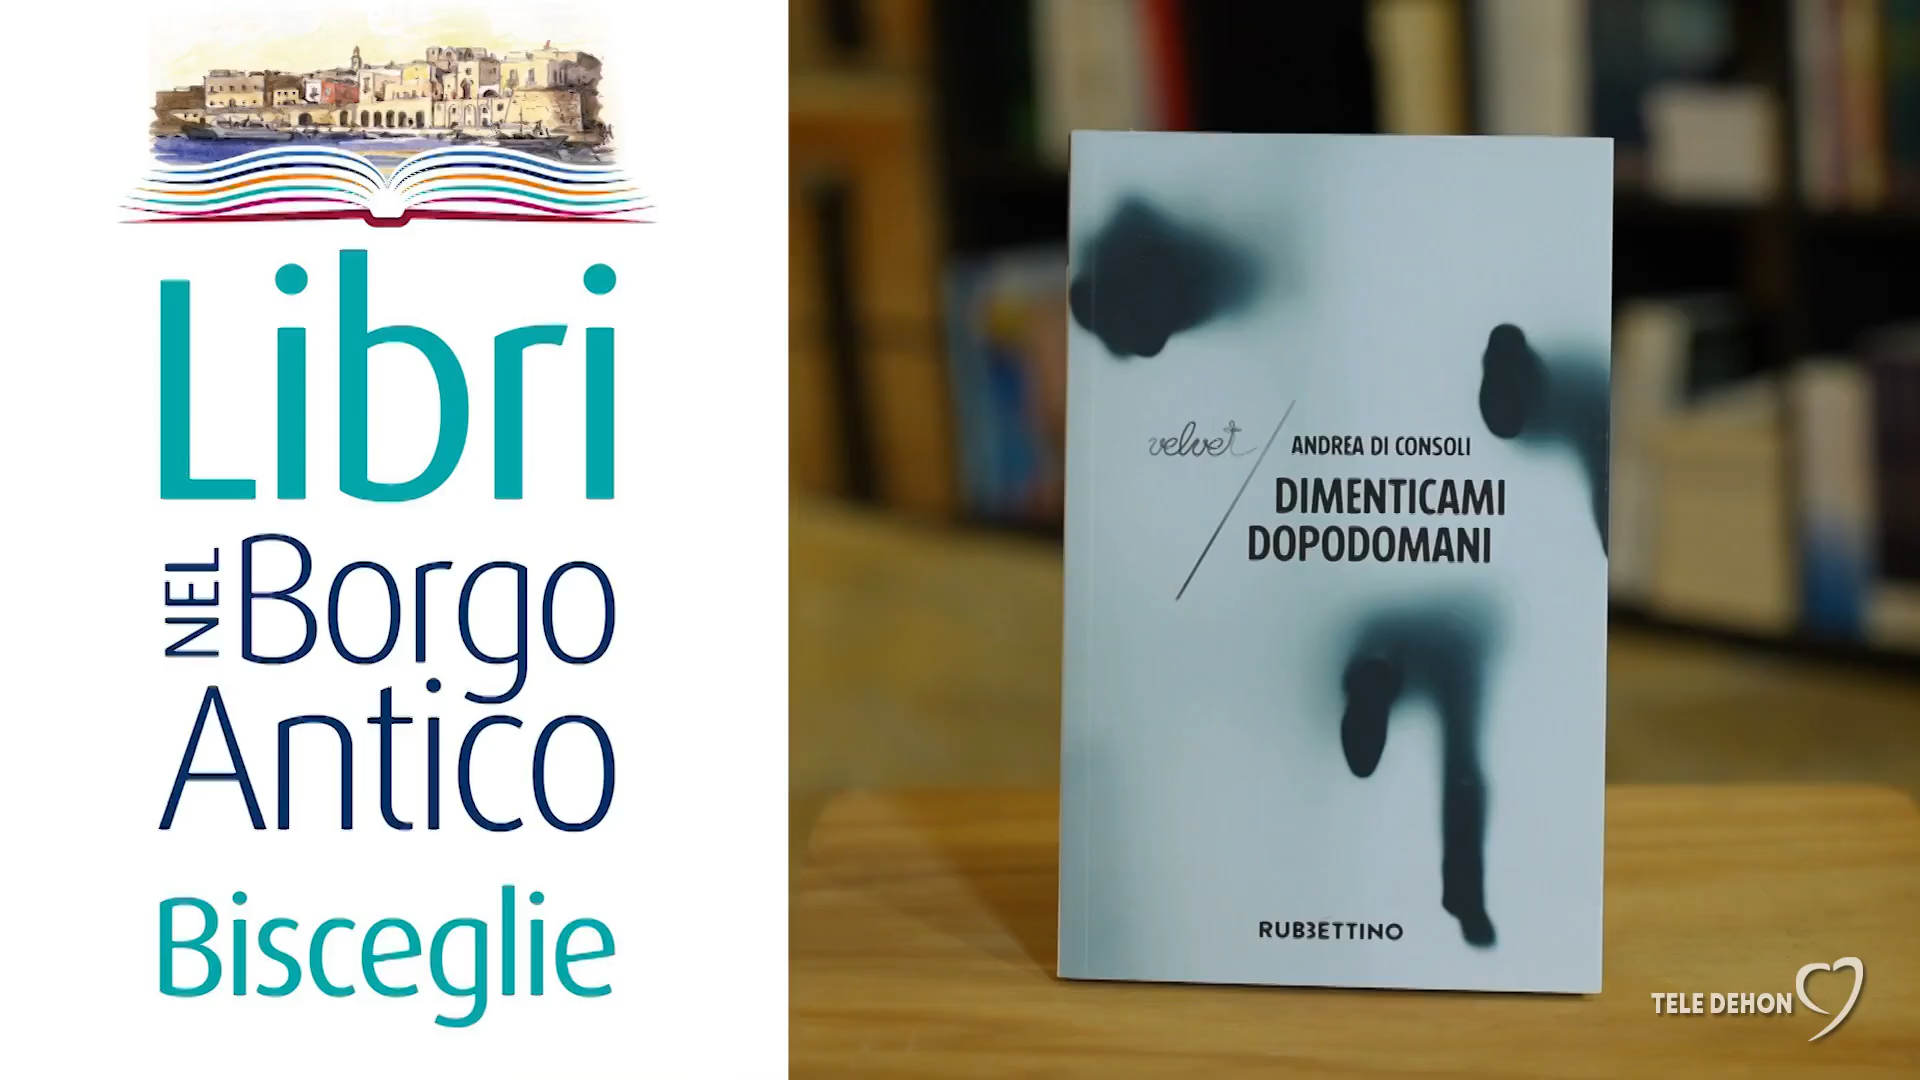 Libri
NEL Borgo
Antico
Bisceglie
velvet
ANDREA DI CONSOLI
DIMENTICAMI
DOPODOMANI
RUBBETTINO
TELE DEHON